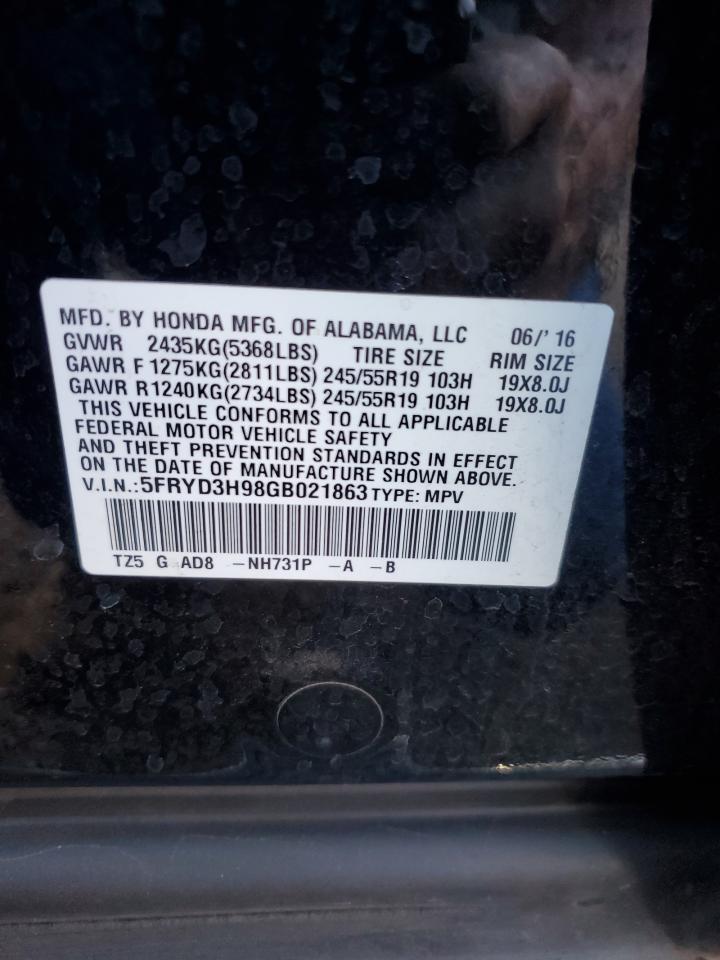 MFD. BY HONDA MFG. OF ALABAMA, LLC 06/' 16
GVWR 2435KG(5368LBS) TIRE SIZE RIM SIZE
GAWR F 1275KG(2811LBS) 245/55R19 103H 19X8.0J
GAWR R1240KG(2734LBS) 245/55R19 103H 19X8.0J
THIS VEHICLE CONFORMS TO ALL APPLICABLE
FEDERAL MOTOR VEHICLE SAFETY
AND THEFT PREVENTION STANDARDS IN EFFECT
ON THE DATE OF MANUFACTURE SHOWN ABOVE.
V.I.N.:5FRYD3H98GB021863 TYPE: MPV
TZ5 G AD8 –NH731P –A –B